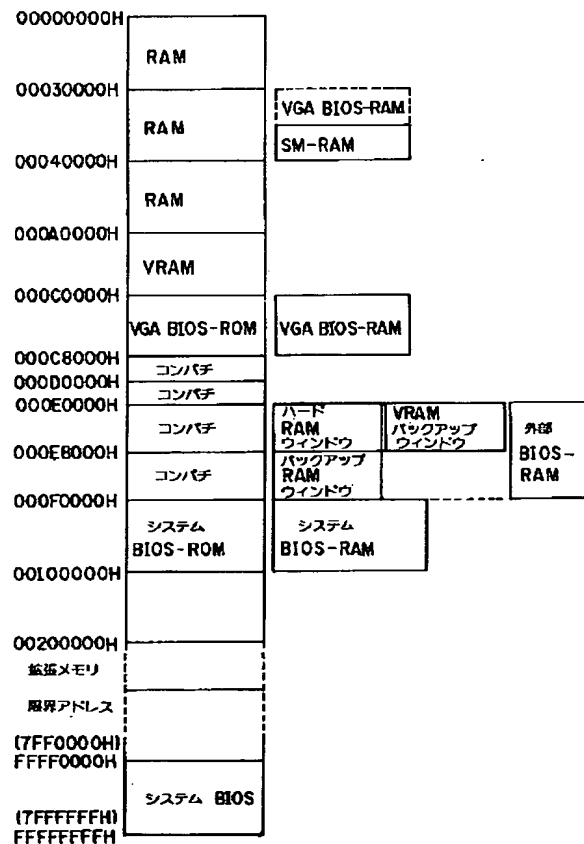 00000000H
RAM
00030000H
VGA BIOS-RAM
RAM
SM-RAM
00040000H
RAM
000A0000H
VRAM
000C0000H
VGA BIOS-ROM
VGA BIOS-RAM
000C8000H
コンパチ
000D0000H
コンパチ
000E0000H
コンパチ
ハード
RAM
ウィンドウ
VRAM
バックアップ
ウィンドウ
外部
BIOS-
RAM
000E8000H
コンパチ
バックアップ
RAM
ウィンドウ
000F0000H
システム
BIOS-ROM
システム
BIOS-RAM
00100000H
00200000H
拡張メモリ
限界アドレス
(7FF0000H)
FFFF0000H
システム BIOS
(7FFFFFFH)
FFFFFFFFH